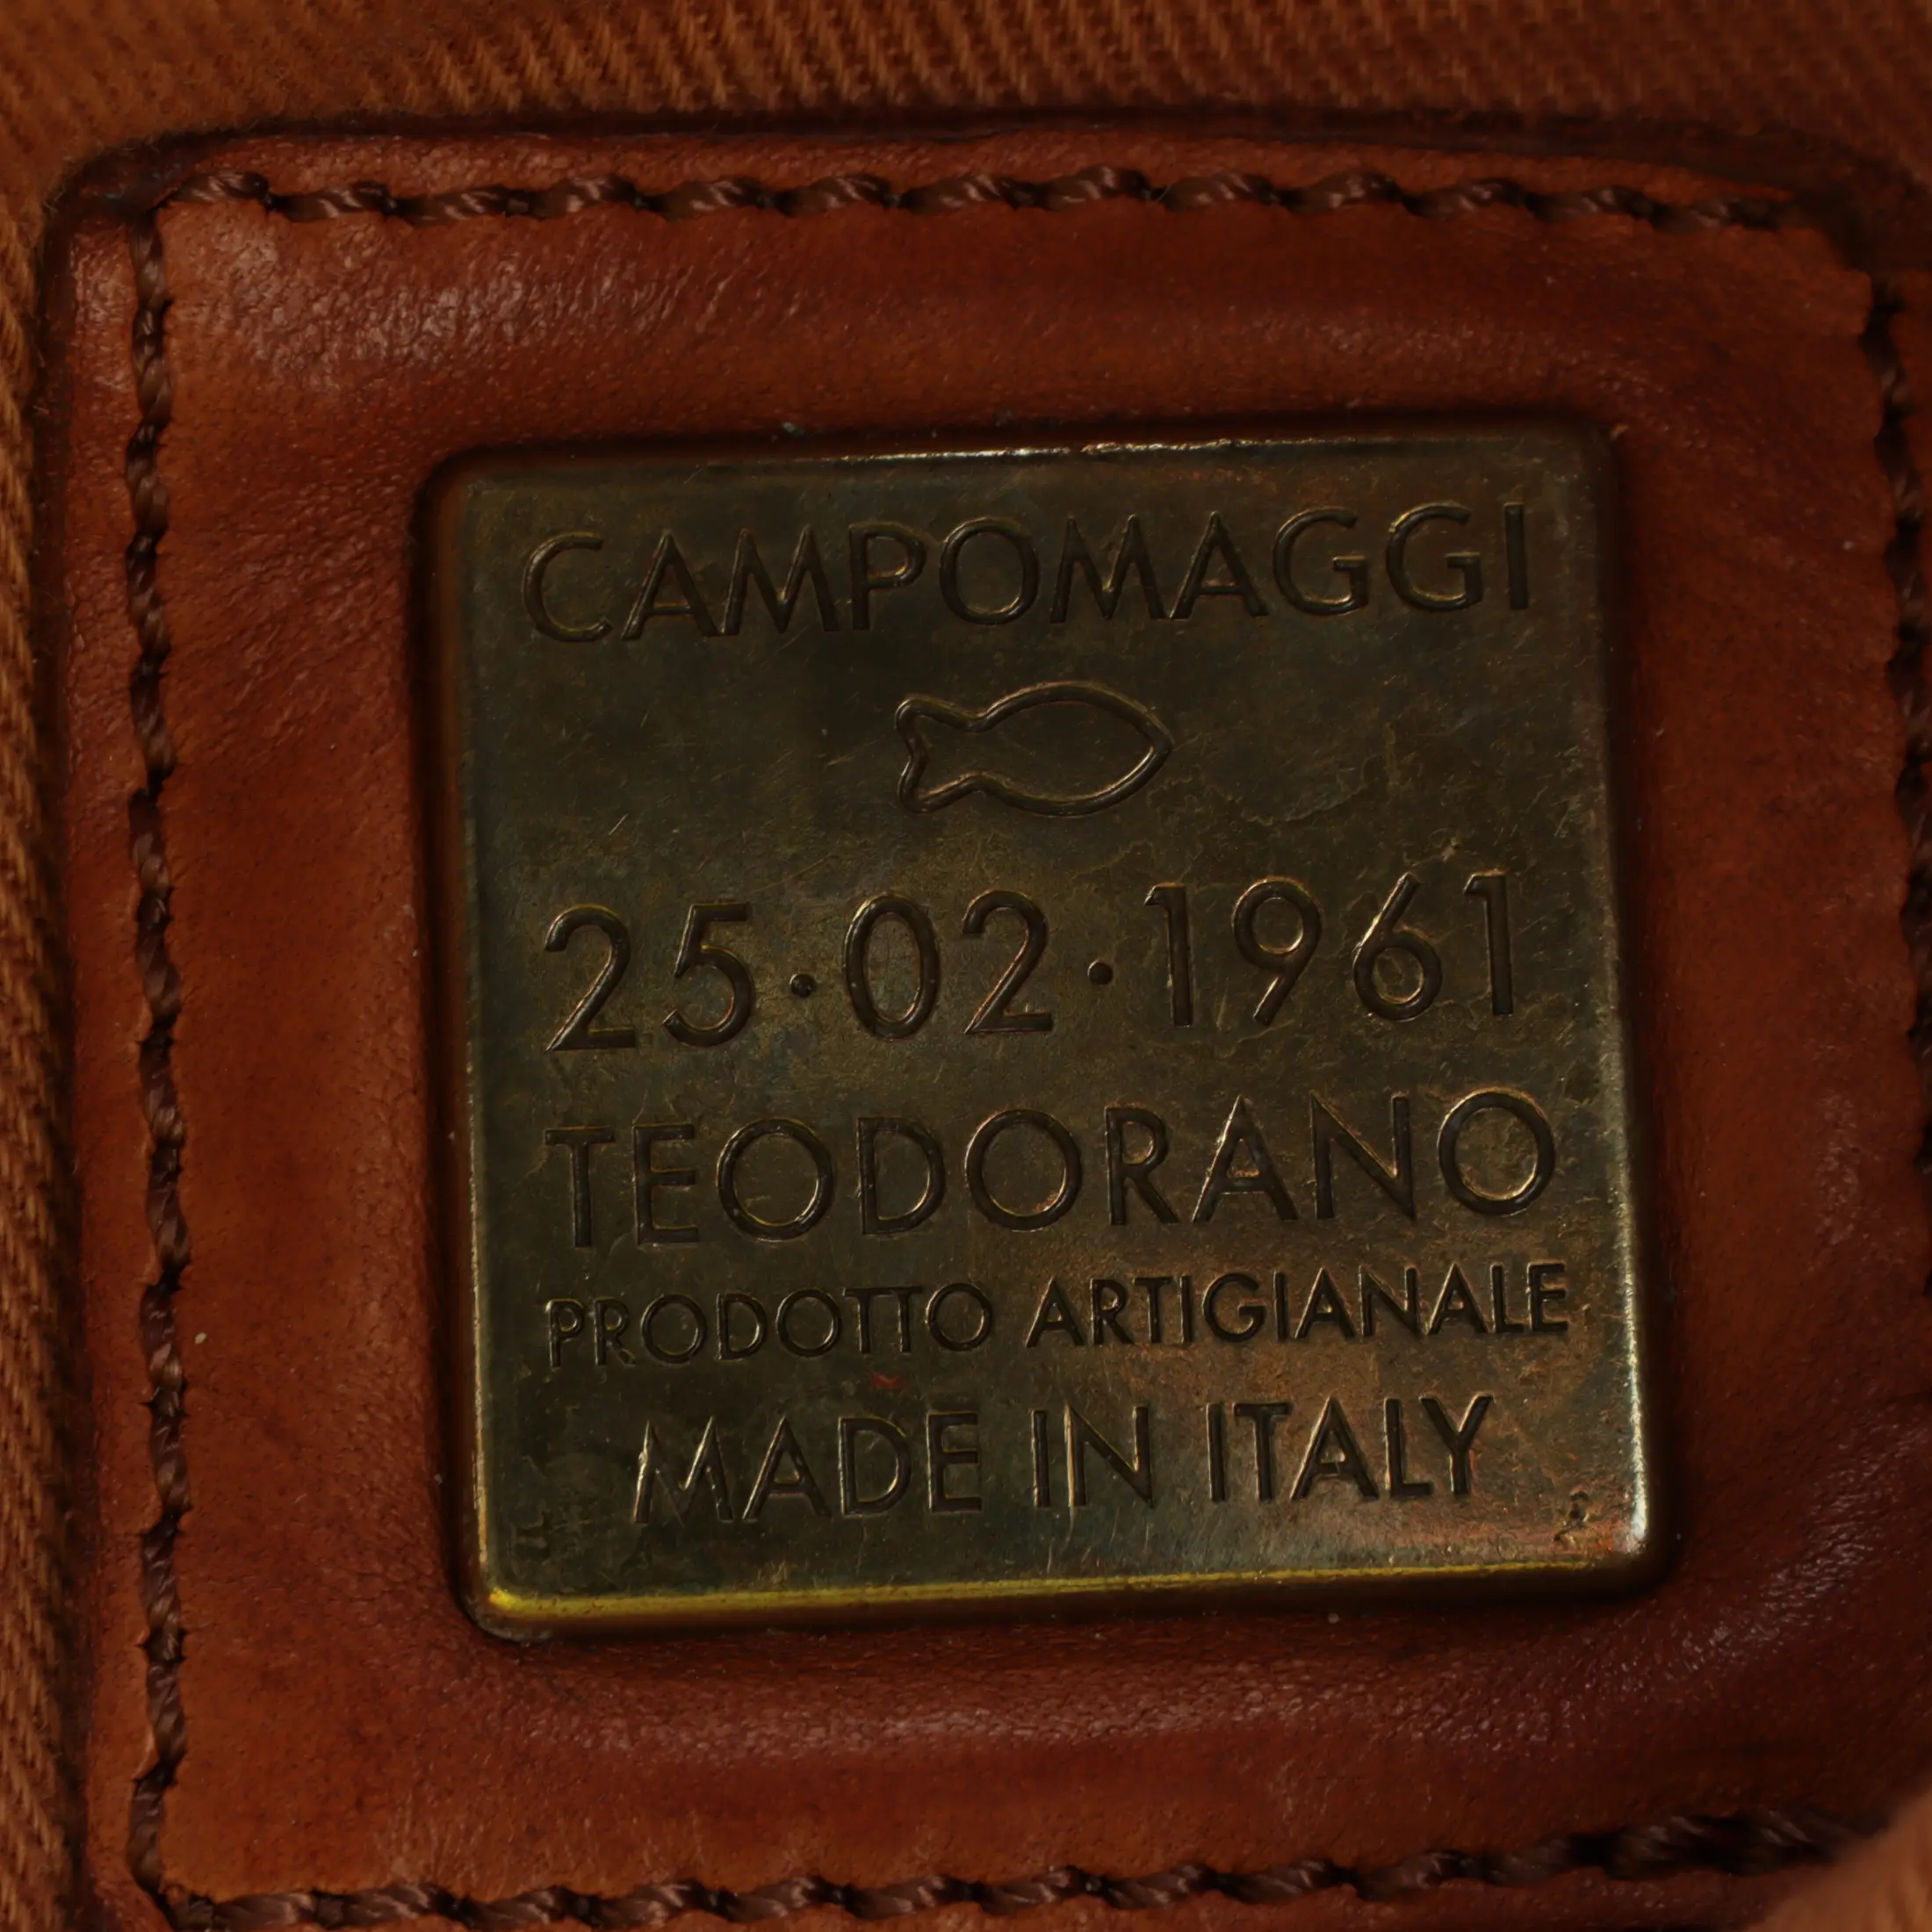 CAMPOMAGGI
25·02·1961
TEODORANO
PRODOTTO ARTIGIANALE
MADE IN ITALY